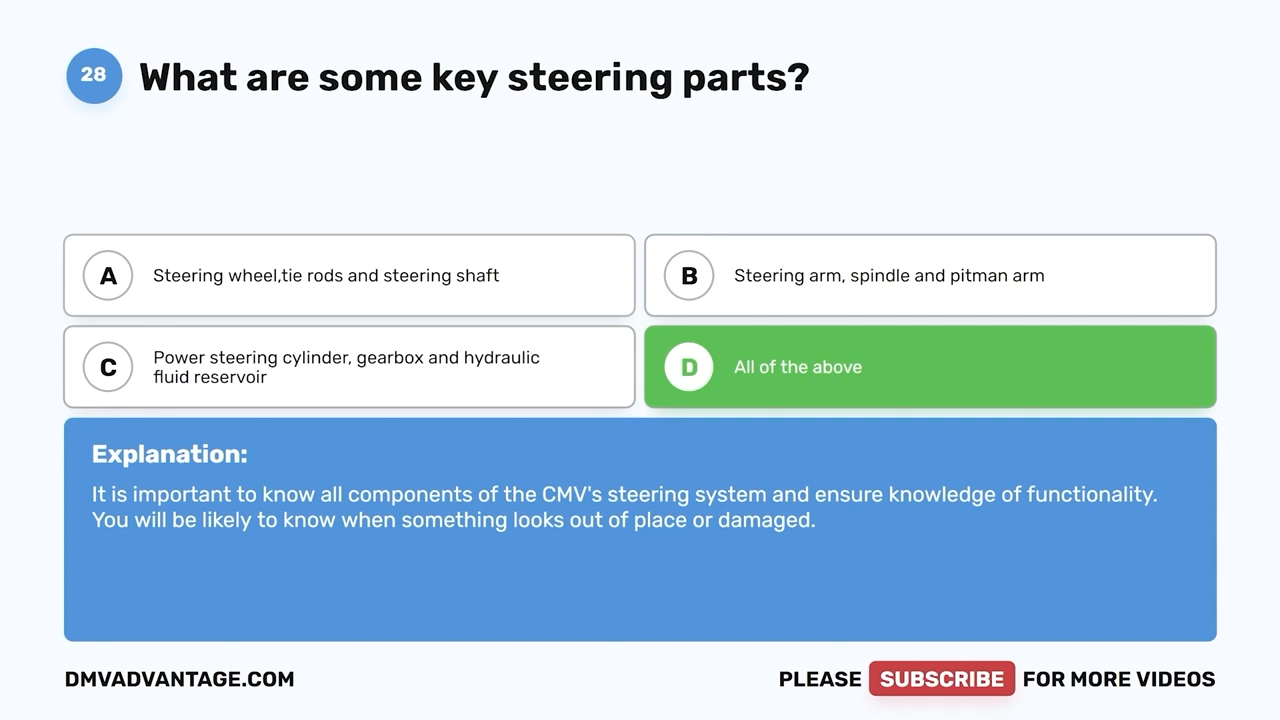 28 What are some key steering parts?
A Steering wheel,tie rods and steering shaft
B Steering arm, spindle and pitman arm
C Power steering cylinder, gearbox and hydraulic
fluid reservoir
D All of the above
Explanation:
It is important to know all components of the CMV's steering system and ensure knowledge of functionality.
You will be likely to know when something looks out of place or damaged.
DMVADVANTAGE.COM
PLEASE SUBSCRIBE FOR MORE VIDEOS